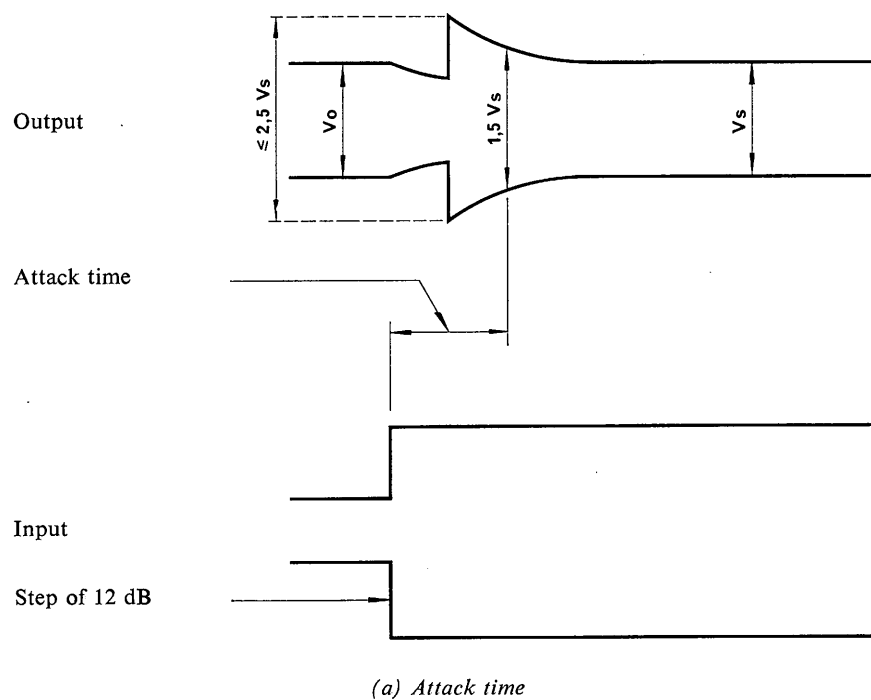 Output
≤ 2,5 Vs
Vo
1,5 Vs
Vs
Attack time
Input
Step of 12 dB
(a) Attack time